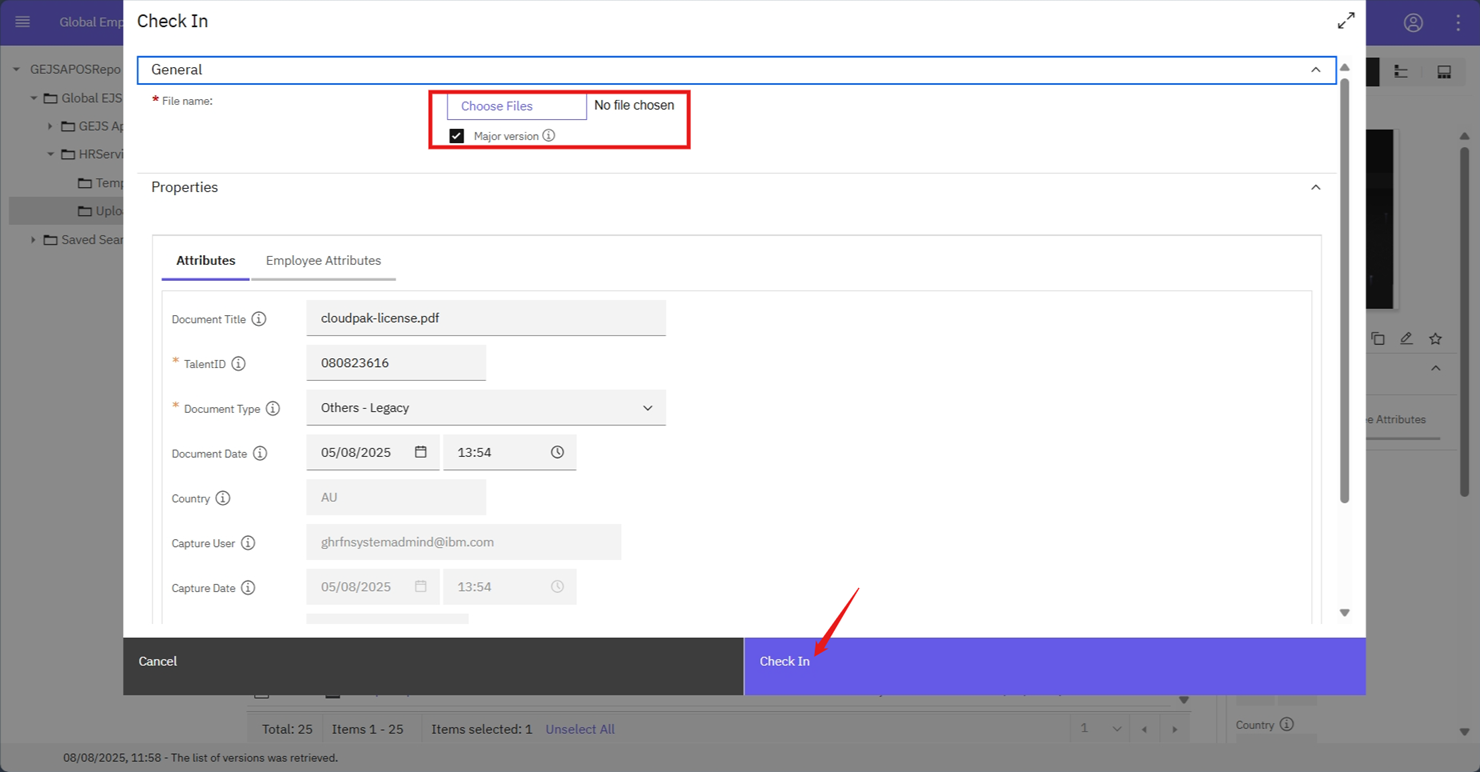 Global Emp
Check In
GEJSAPOSRepo
Global EJS
GEJS Ap
HRServi
Temp
Uploa
Saved Sear
General
* File name:
Choose Files No file chosen
Major version
Properties
Attributes Employee Attributes
Document Title cloudpak-license.pdf
* TalentID 080823616
* Document Type Others - Legacy
Document Date 05/08/2025 13:54
Country AU
Capture User ghrfnsystemadmind@ibm.com
Capture Date 05/08/2025 13:54
e Attributes
Cancel Check In
Total: 25 Items 1 - 25 Items selected: 1 Unselect All 1
Country
08/08/2025, 11:58 - The list of versions was retrieved.